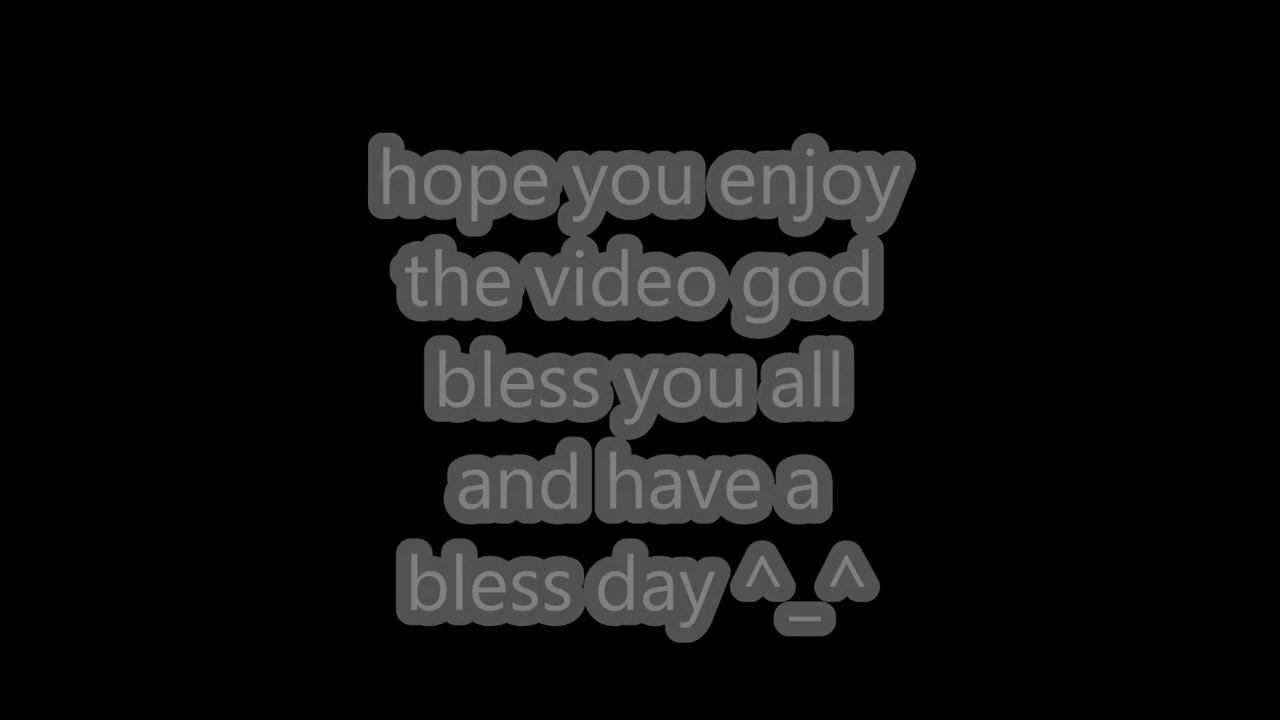 hope you enjoy
the video god
bless you all
and have a
bless day ^_^